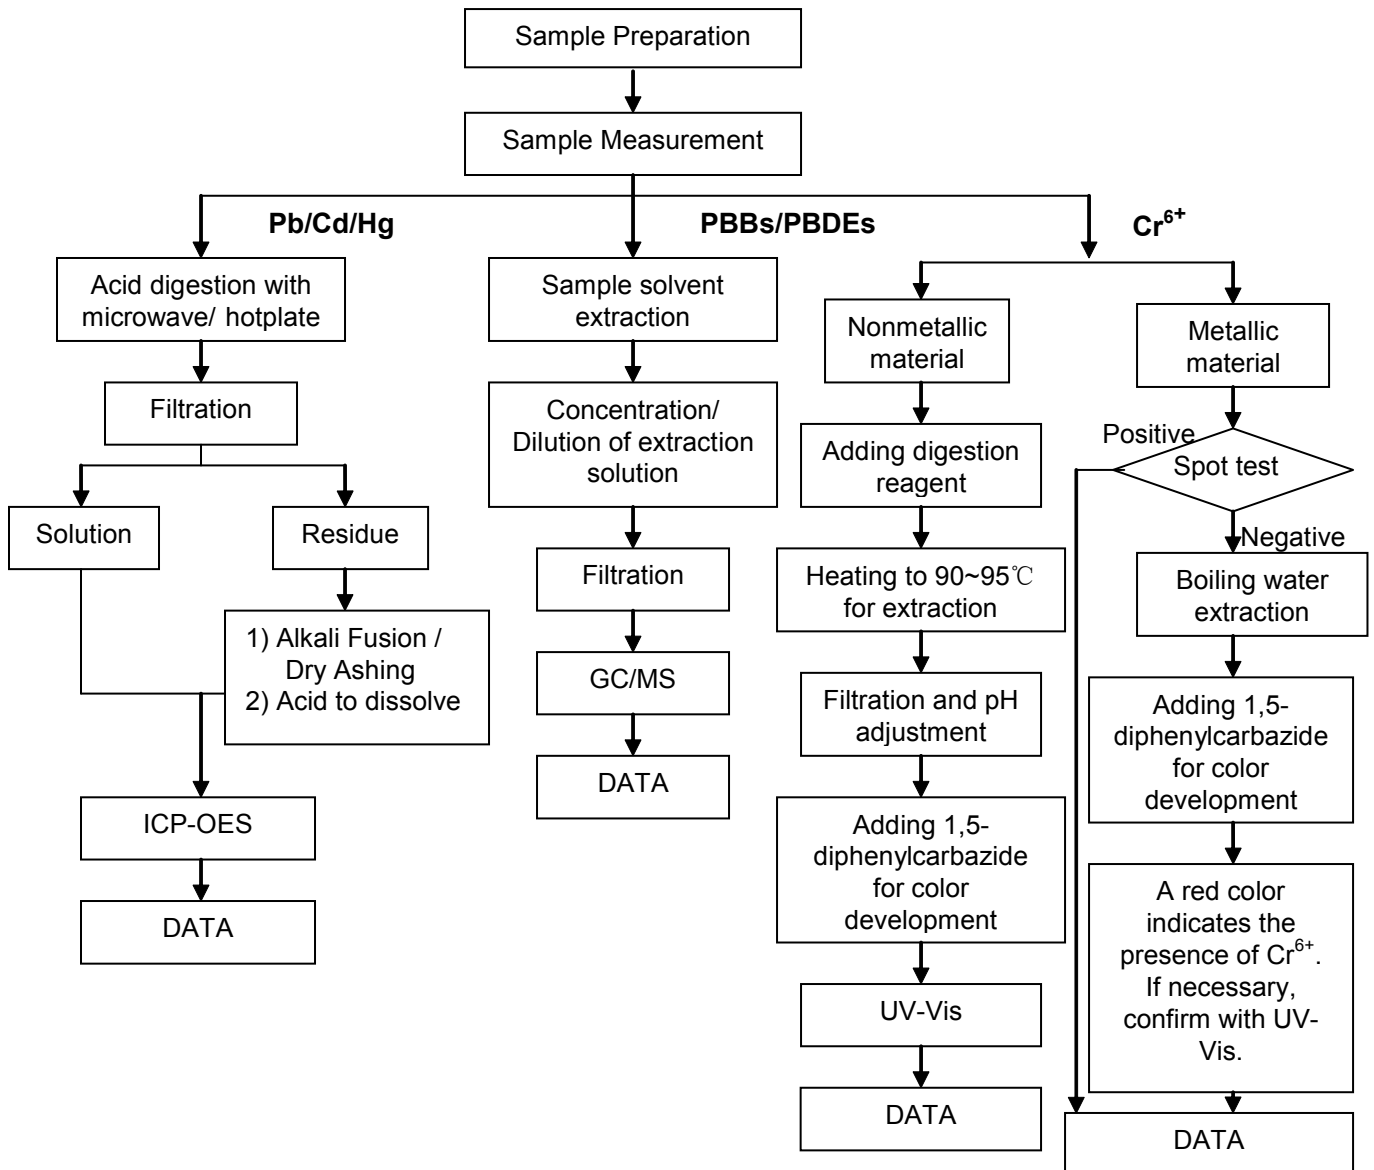 Sample Preparation
Sample Measurement
Pb/Cd/Hg
PBBs/PBDEs
Cr6+
Acid digestion with
microwave/ hotplate
Filtration
Solution
Residue
1) Alkali Fusion /
Dry Ashing
2) Acid to dissolve
ICP-OES
DATA
Sample solvent
extraction
Concentration/
Dilution of extraction
solution
Filtration
GC/MS
DATA
Nonmetallic
material
Adding digestion
reagent
Heating to 90~95℃
for extraction
Filtration and pH
adjustment
Adding 1,5-
diphenylcarbazide
for color
development
UV-Vis
DATA
Metallic
material
Positive
Spot test
Negative
Boiling water
extraction
Adding 1,5-
diphenylcarbazide
for color
development
A red color
indicates the
presence of Cr6+.
If necessary,
confirm with UV-
Vis.
DATA